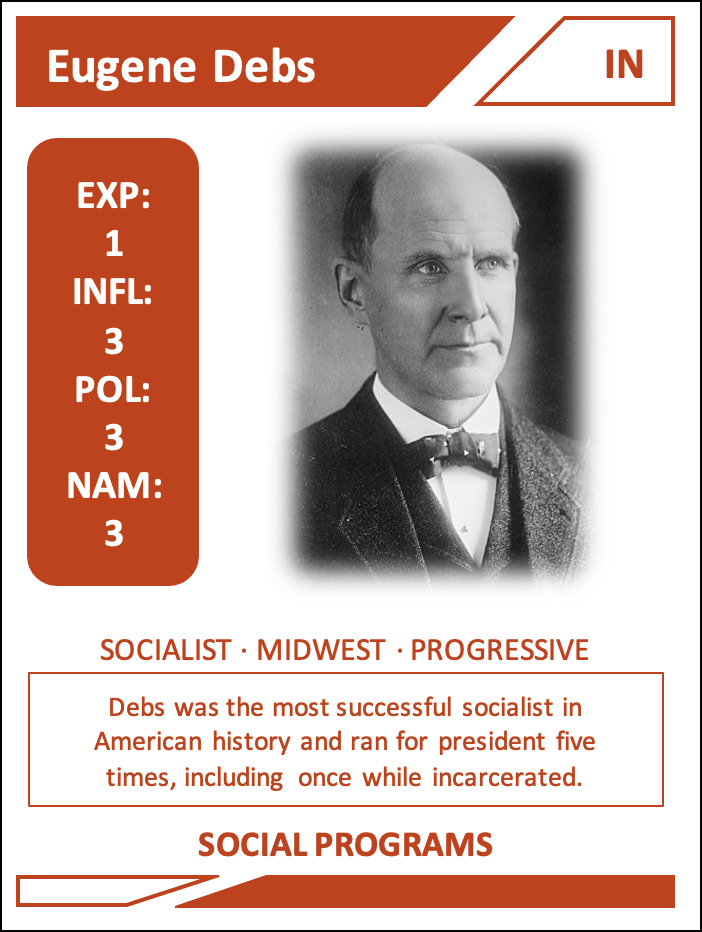 Eugene Debs
IN
EXP:
1
INFL:
3
POL:
3
NAM:
3
SOCIALIST · MIDWEST · PROGRESSIVE
Debs was the most successful socialist in
American history and ran for president five
times, including once while incarcerated.
SOCIAL PROGRAMS